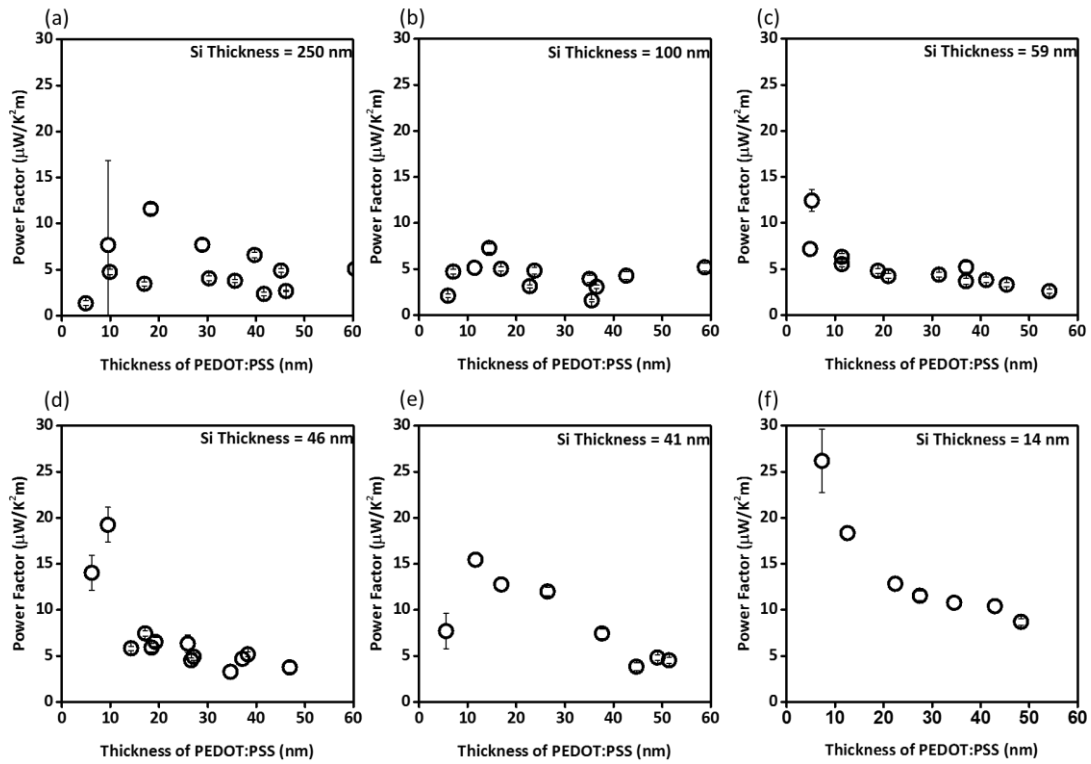 (a)
Si Thickness = 250 nm
30
25
20
15
10
5
0
Power Factor (µW/K²m)
0 10 20 30 40 50 60
Thickness of PEDOT:PSS (nm)
(b)
Si Thickness = 100 nm
30
25
20
15
10
5
0
Power Factor (µW/K²m)
0 10 20 30 40 50 60
Thickness of PEDOT:PSS (nm)
(c)
Si Thickness = 59 nm
30
25
20
15
10
5
0
Power Factor (µW/K²m)
0 10 20 30 40 50 60
Thickness of PEDOT:PSS (nm)
(d)
Si Thickness = 46 nm
30
25
20
15
10
5
0
Power Factor (µW/K²m)
0 10 20 30 40 50 60
Thickness of PEDOT:PSS (nm)
(e)
Si Thickness = 41 nm
30
25
20
15
10
5
0
Power Factor (µW/K²m)
0 10 20 30 40 50 60
Thickness of PEDOT:PSS (nm)
(f)
Si Thickness = 14 nm
30
25
20
15
10
5
0
Power Factor (µW/K²m)
0 10 20 30 40 50 60
Thickness of PEDOT:PSS (nm)